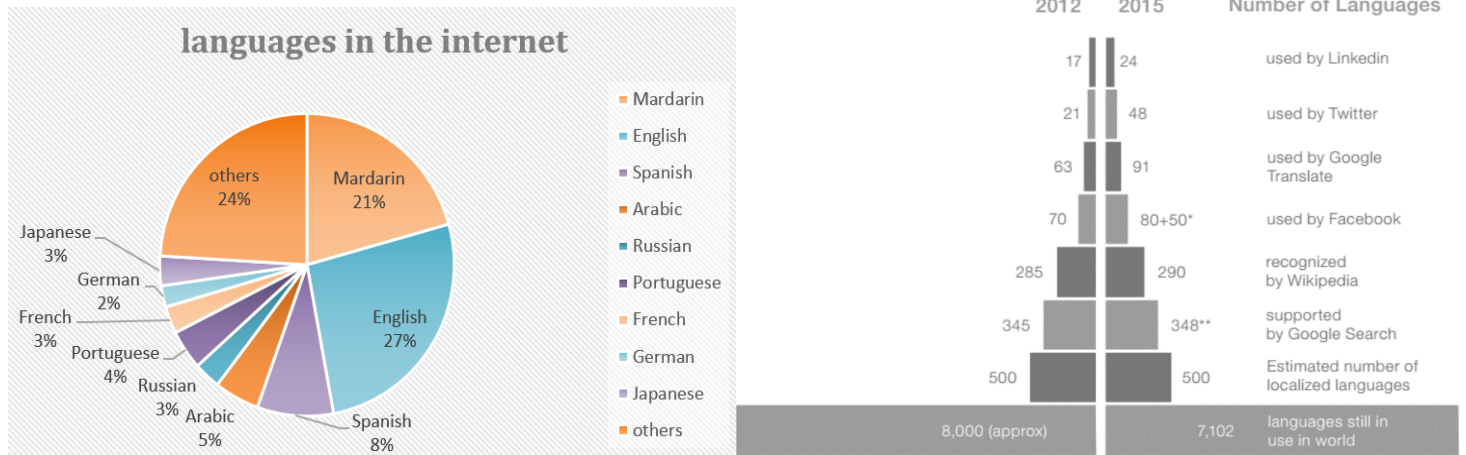 languages in the internet
others
24%
Mardarin
21%
English
27%
Spanish
8%
Arabic
5%
Russian
3%
Portuguese
4%
French
3%
German
2%
Japanese
3%
Mardarin
English
Spanish
Arabic
Russian
Portuguese
French
German
Japanese
others
2012 2015 Number of Languages
17 24 used by Linkedin
21 48 used by Twitter
63 91 used by Google
Translate
70 80+50* used by Facebook
285 290 recognized
by Wikipedia
345 348** supported
by Google Search
500 500 Estimated number of
localized languages
8,000 (approx) 7,102 languages still in
use in world